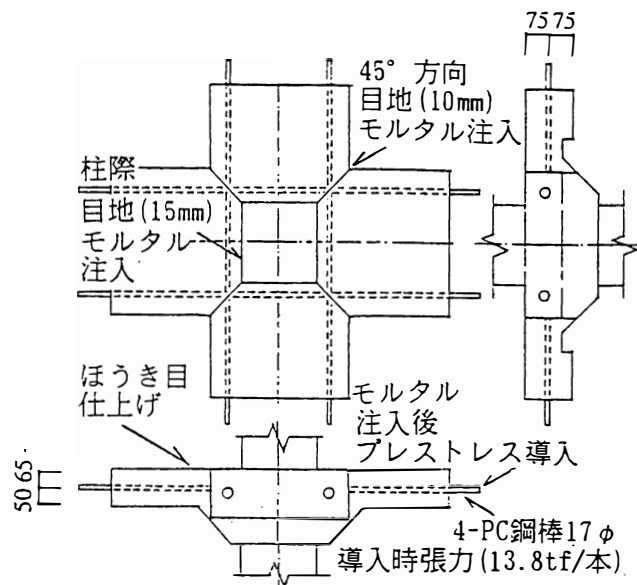 75 75
45°方向
目地(10mm)
モルタル注入
柱際
目地(15mm)
モルタル
注入
ほうき目
仕上げ
モルタル
注入後
プレストレス導入
50 65
4-PC鋼棒17φ
導入時張力(13.8tf/本)